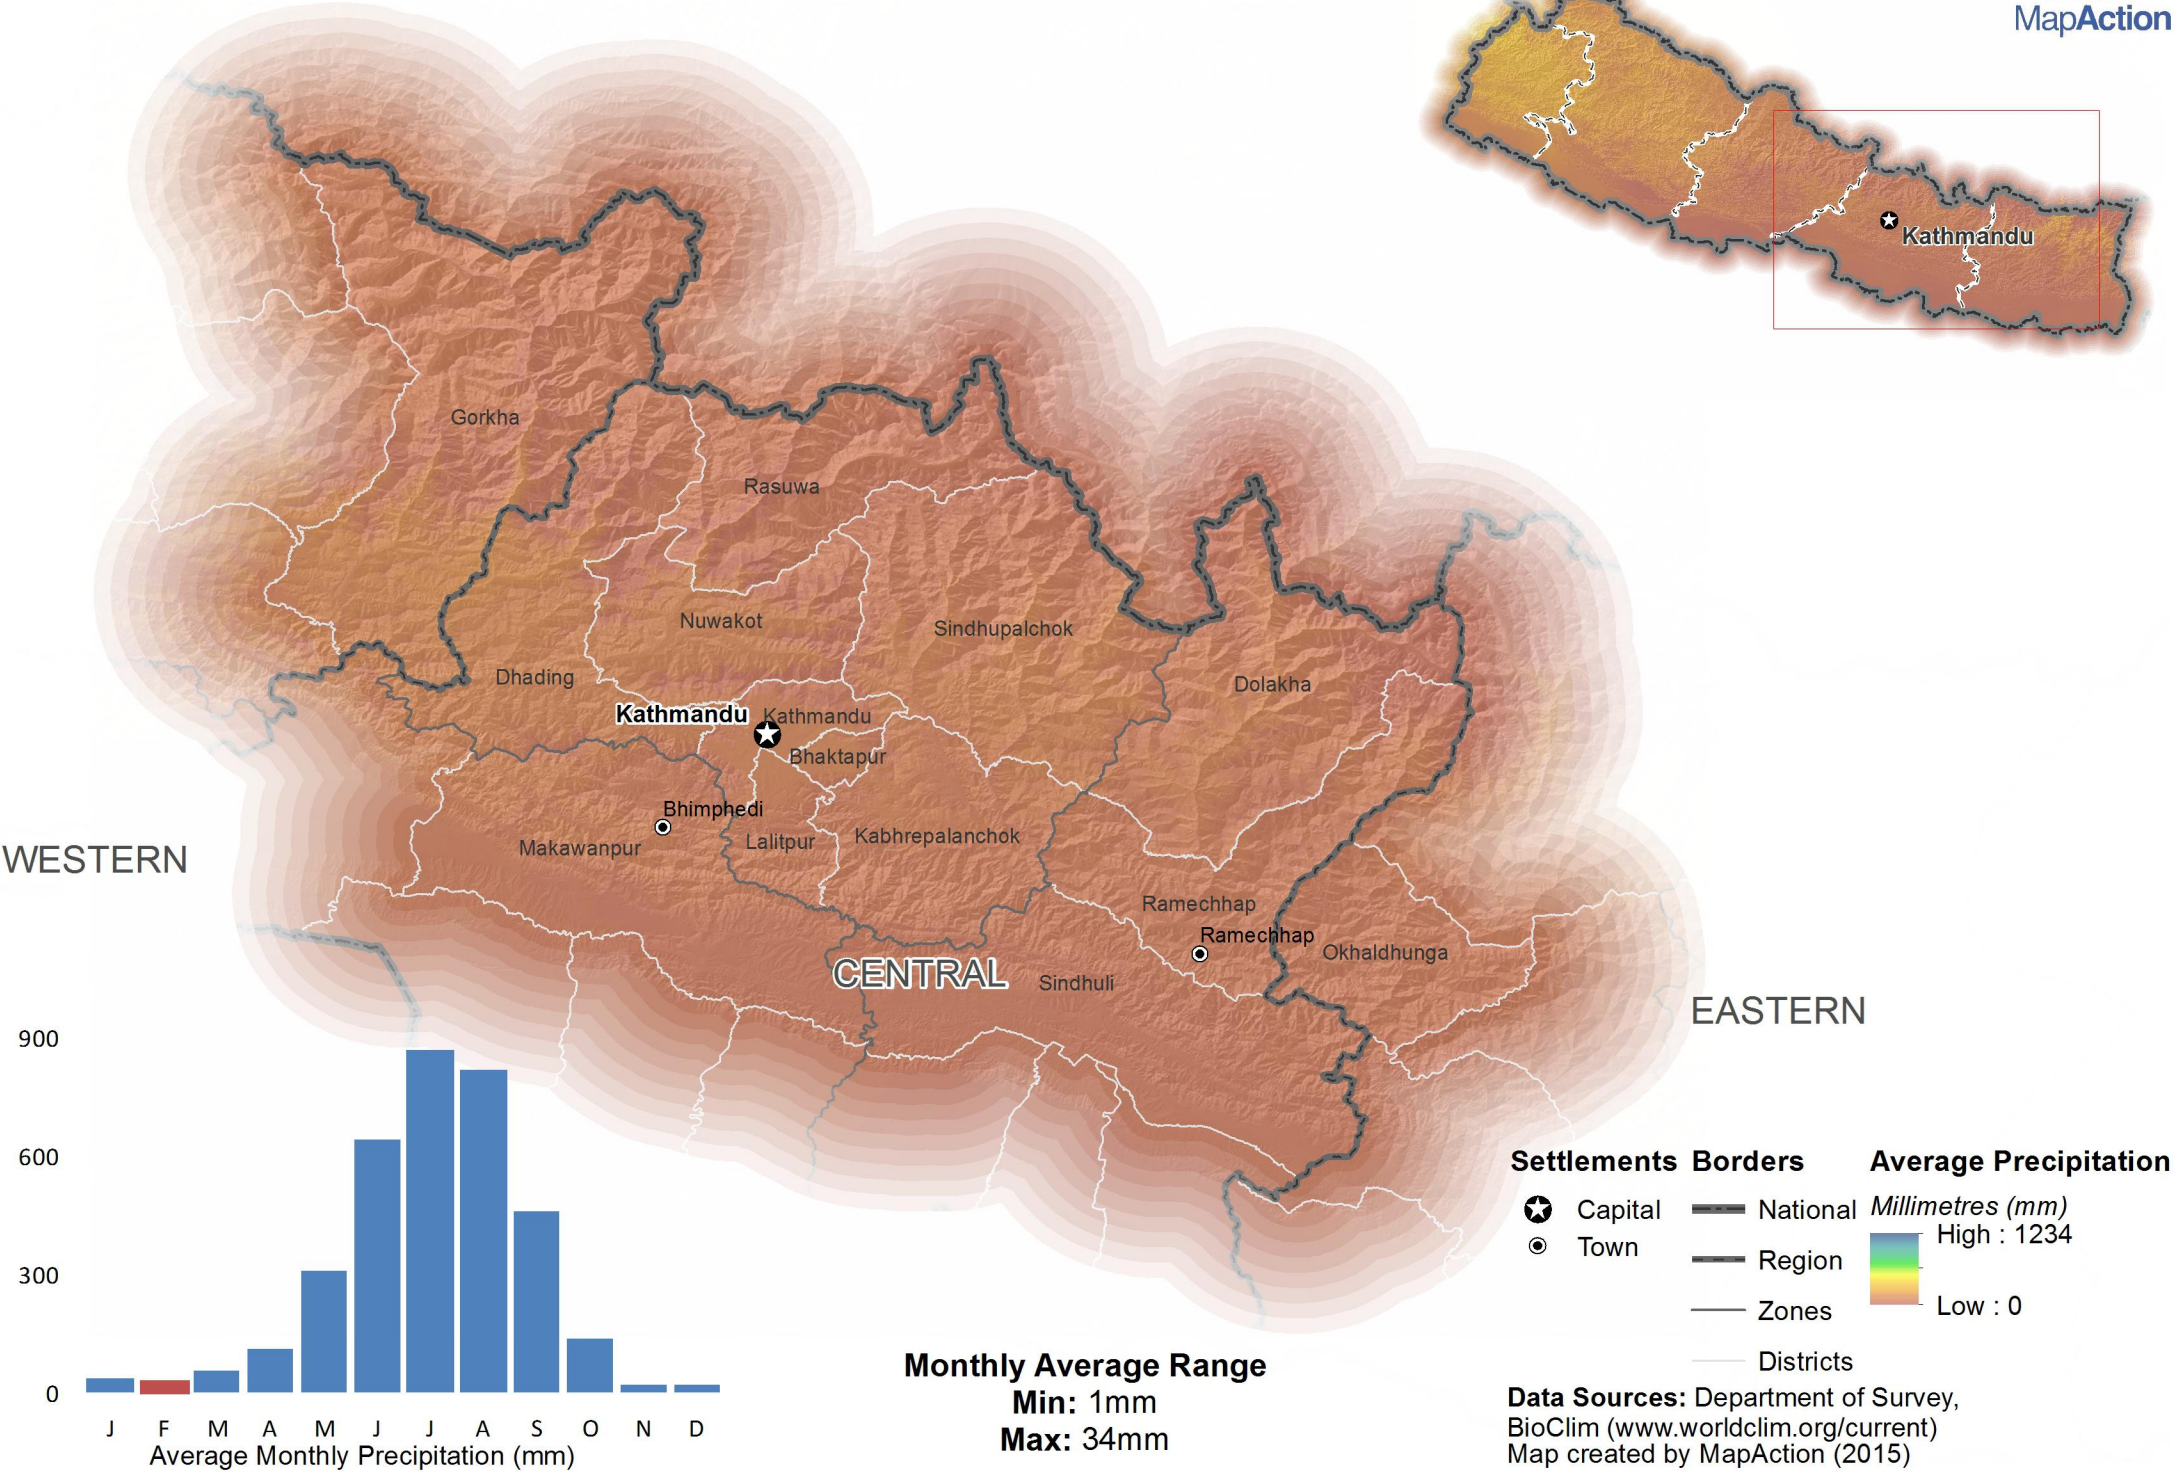 MapAction
Kathmandu
Gorkha
Rasuwa
Nuwakot
Sindhupalchok
Dhading
Dolakha
Kathmandu
Kathmandu
Bhaktapur
Bhimphedi
Makawanpur
Lalitpur
Kabhrepalanchok
WESTERN
Ramechhap
Ramechhap
Okhaldhunga
CENTRAL
Sindhuli
EASTERN
900
600
300
0
J F M A M J J A S O N D
Average Monthly Precipitation (mm)
Monthly Average Range
Min: 1mm
Max: 34mm
Settlements
Capital
Town
Borders
National
Region
Zones
Districts
Average Precipitation
Millimetres (mm)
High : 1234
Low : 0
Data Sources: Department of Survey,
BioClim (www.worldclim.org/current)
Map created by MapAction (2015)